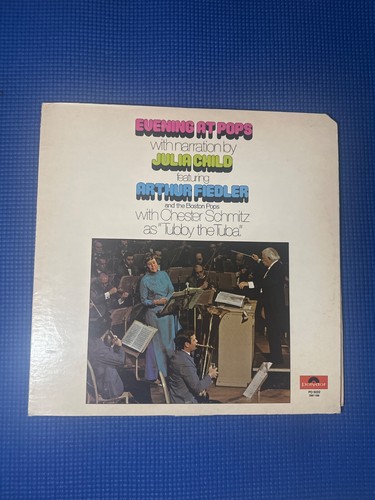 EVENING AT POPS
with narration by
JULIA CHILD
featuring
ARTHUR FIEDLER
and the Boston Pops
with Chester Schmitz
as "Tubby the Tuba."
polydor